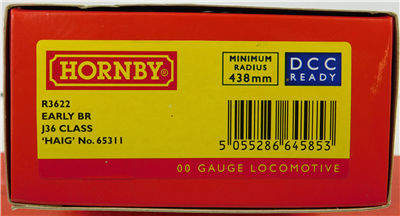 HORNBY®
MINIMUM
RADIUS
438mm
DCC
READY
R3622
EARLY BR
J36 CLASS
'HAIG' No. 65311
5 055286 645853
00 GAUGE LOCOMOTIVE